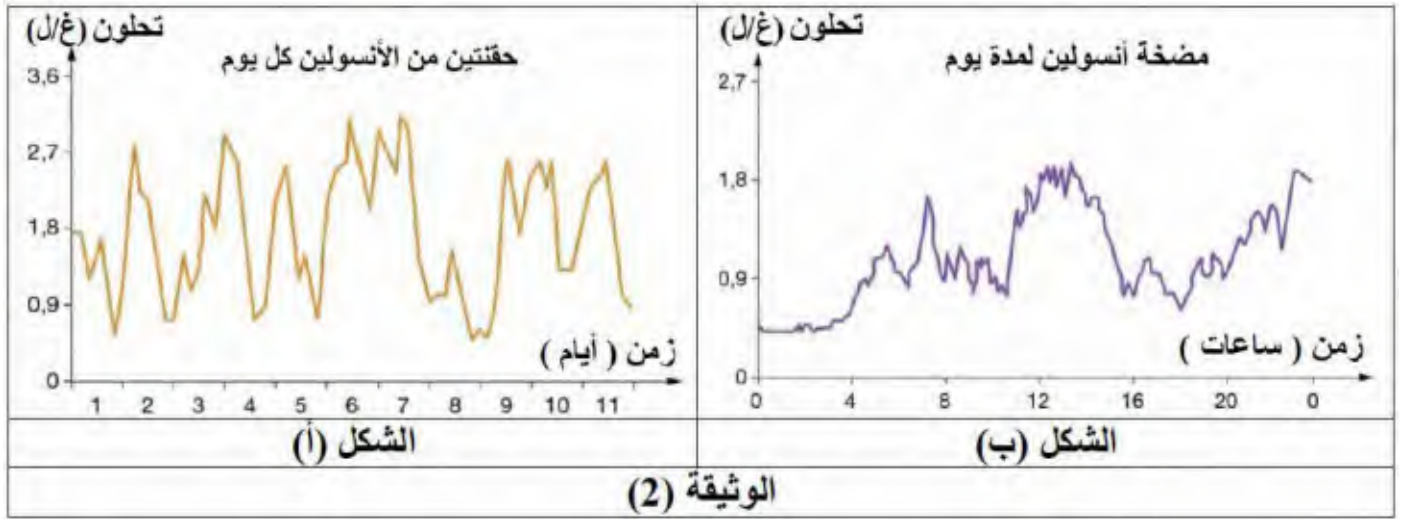 تحلون (غ/ل)
حقنتين من الأنسولين كل يوم
3,6
2,7
1,8
0,9
0
زمن ( أيام )
1 2 3 4 5 6 7 8 9 10 11
الشكل (أ)
تحلون (غ/ل)
مضخة أنسولين لمدة يوم
2,7
1,8
0,9
0
زمن ( ساعات )
0 4 8 12 16 20 0
الشكل (ب)
الوثيقة (2)